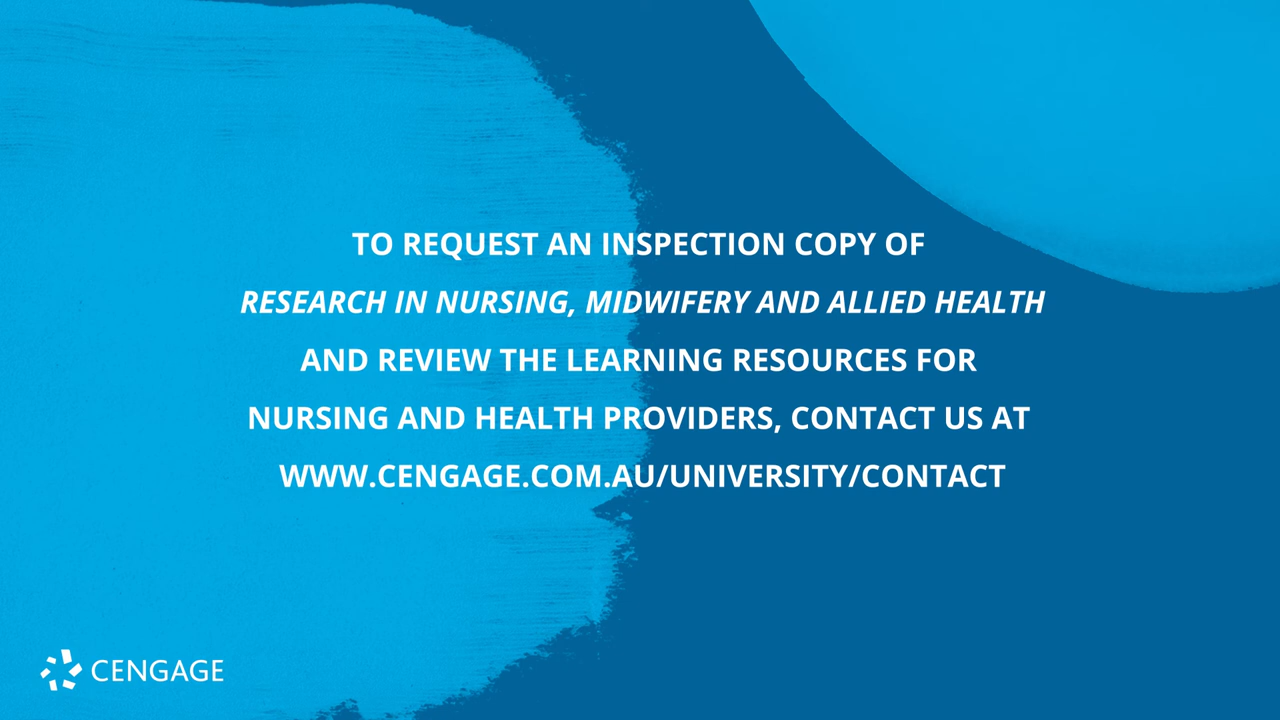 TO REQUEST AN INSPECTION COPY OF
RESEARCH IN NURSING, MIDWIFERY AND ALLIED HEALTH
AND REVIEW THE LEARNING RESOURCES FOR
NURSING AND HEALTH PROVIDERS, CONTACT US AT
WWW.CENGAGE.COM.AU/UNIVERSITY/CONTACT
CENGAGE